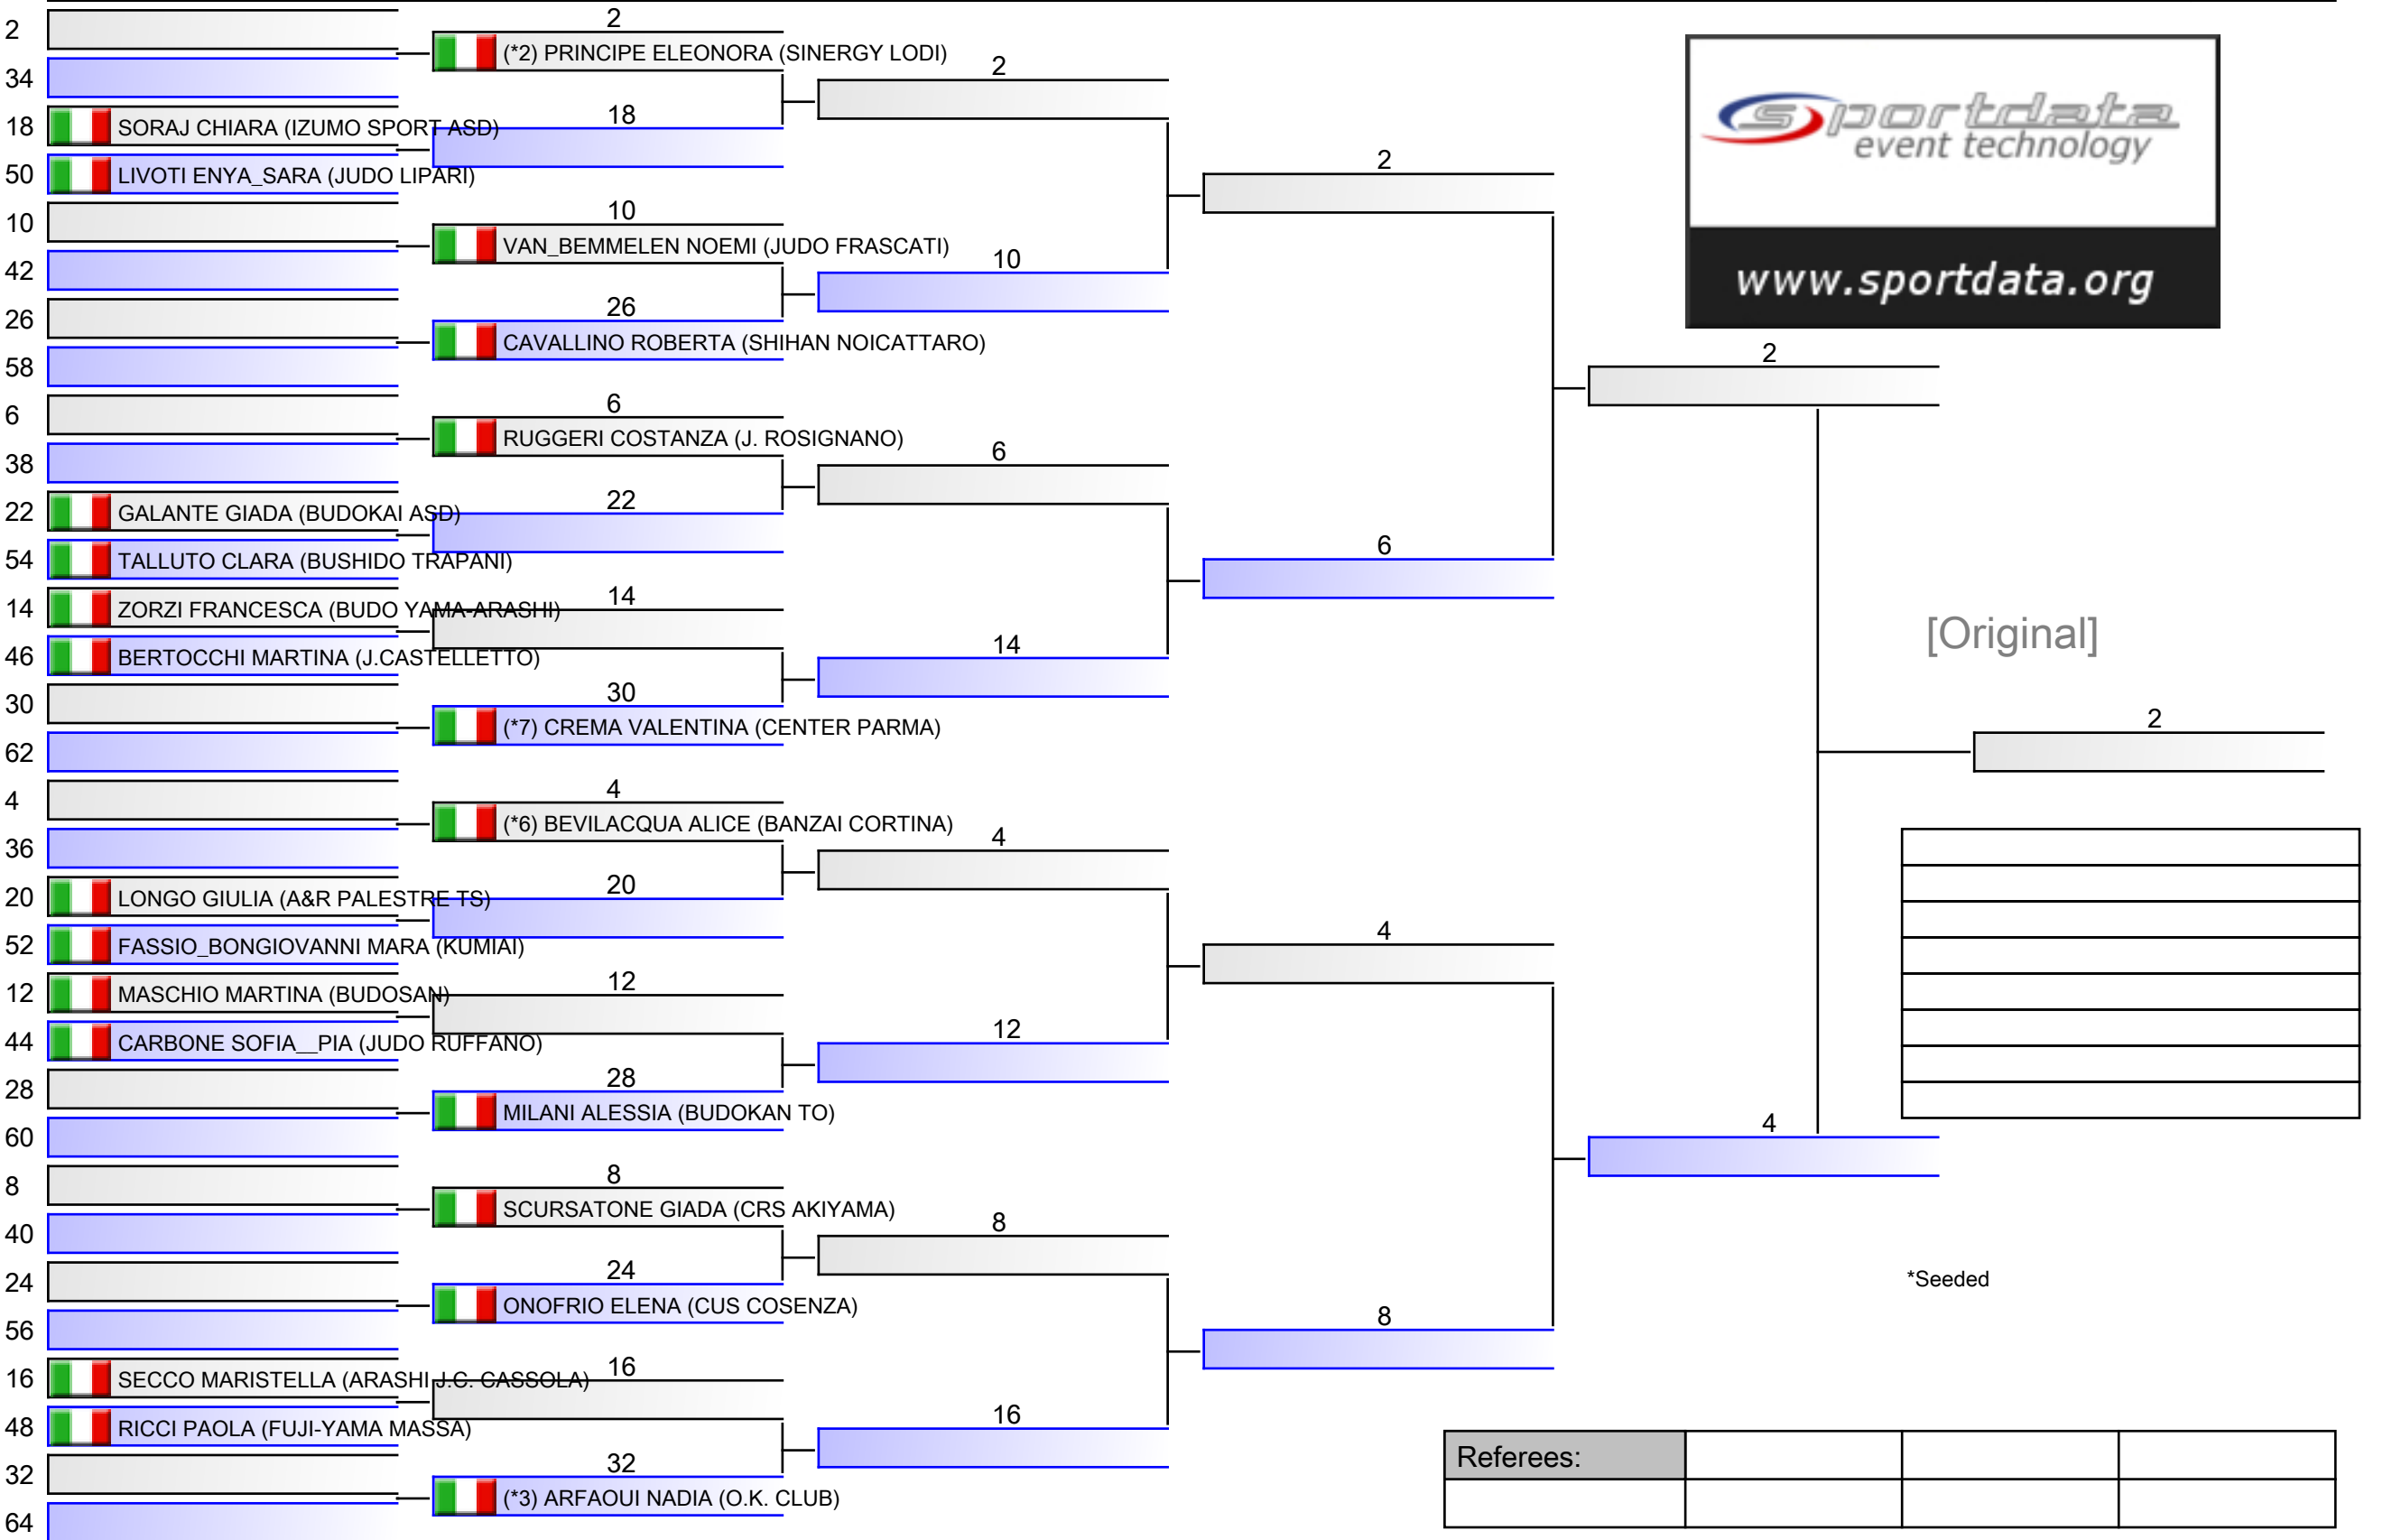 2
2
(*2) PRINCIPE ELEONORA (SINERGY LODI)
34
2
18
SORAJ CHIARA (IZUMO SPORT ASD)
18
50
LIVOTI ENYA_SARA (JUDO LIPARI)
2
10
10
VAN_BEMMELEN NOEMI (JUDO FRASCATI)
42
10
26
26
CAVALLINO ROBERTA (SHIHAN NOICATTARO)
58
2
6
6
RUGGERI COSTANZA (J. ROSIGNANO)
38
6
22
GALANTE GIADA (BUDOKAI ASD)
22
54
TALLUTO CLARA (BUSHIDO TRAPANI)
6
14
ZORZI FRANCESCA (BUDO YAMA-ARASHI)
14
46
BERTOCCHI MARTINA (J.CASTELLETTO)
14
30
30
(*7) CREMA VALENTINA (CENTER PARMA)
62
4
4
(*6) BEVILACQUA ALICE (BANZAI CORTINA)
36
4
20
LONGO GIULIA (A&R PALESTRE TS)
20
52
FASSIO_BONGIOVANNI MARA (KUMIAI)
4
12
MASCHIO MARTINA (BUDOSAN)
12
44
CARBONE SOFIA__PIA (JUDO RUFFANO)
12
28
28
MILANI ALESSIA (BUDOKAN TO)
60
4
8
8
SCURSATONE GIADA (CRS AKIYAMA)
40
8
24
24
ONOFRIO ELENA (CUS COSENZA)
56
8
16
SECCO MARISTELLA (ARASHI J.C. CASSOLA)
16
48
RICCI PAOLA (FUJI-YAMA MASSA)
16
32
32
(*3) ARFAOUI NADIA (O.K. CLUB)
64
sportdata
event technology
www.sportdata.org
[Original]
2
*Seeded
Referees: